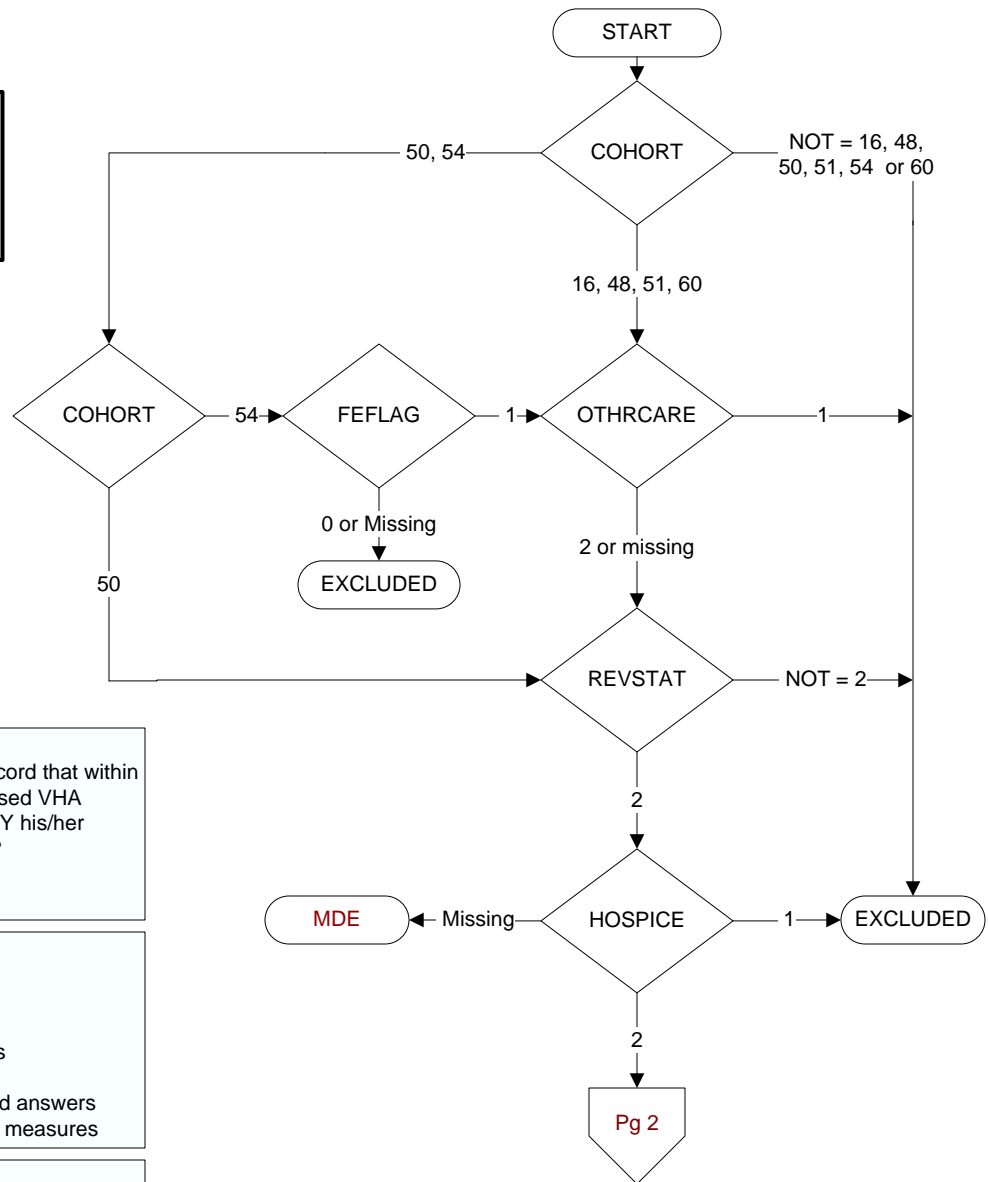 START
COHORT
50, 54
NOT = 16, 48,
50, 51, 54 or 60
16, 48, 51, 60
COHORT
54
FEFLAG
1
OTHRCARE
1
0 or Missing
EXCLUDED
2 or missing
50
REVSTAT
NOT = 2
2
cord that within
sed VHA
Y his/her
MDE
Missing
HOSPICE
1
EXCLUDED
s
d answers
measures
2
Pg 2